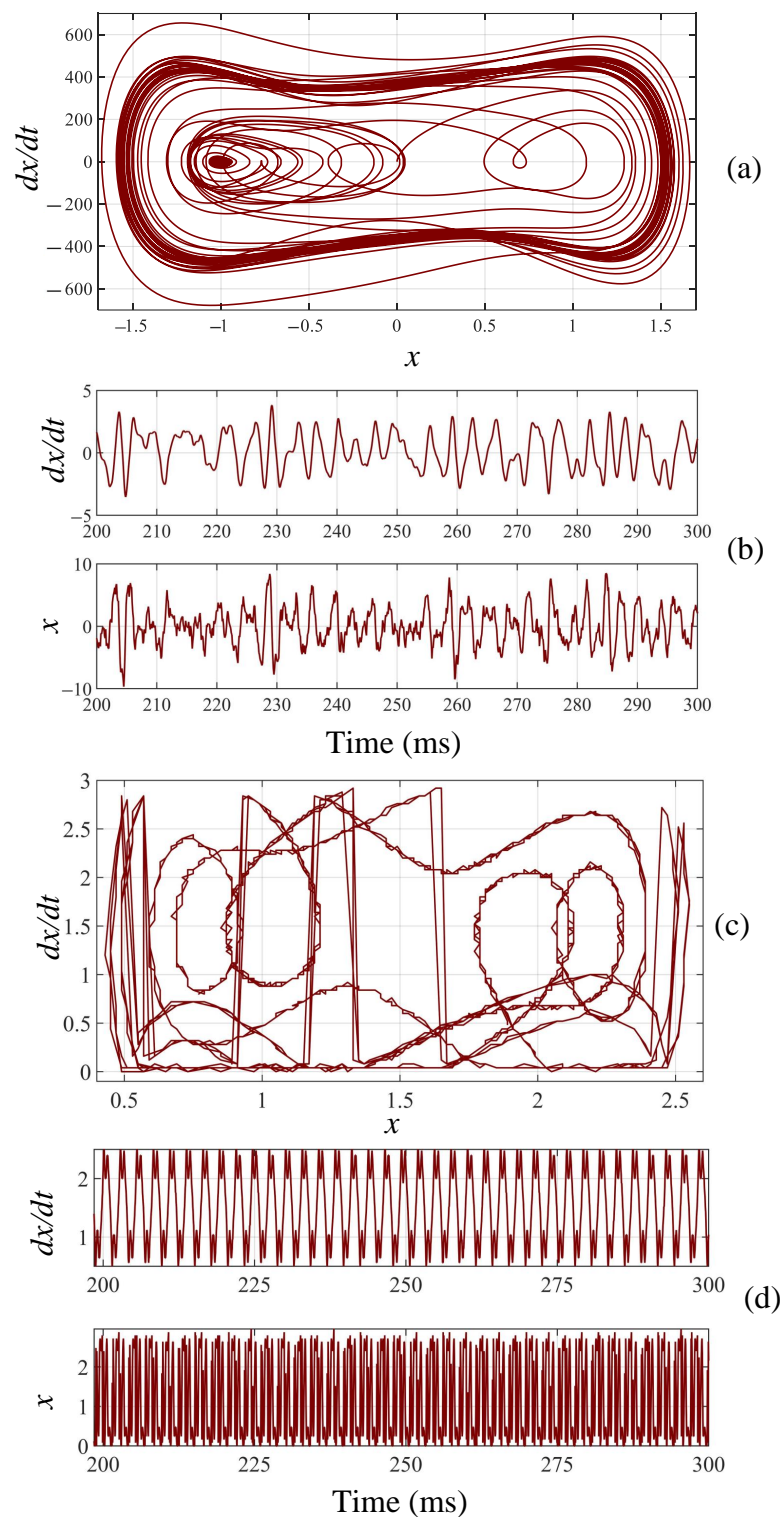 600
400
200
0
−200
−400
−600
dx/dt
−1.5 −1 −0.5 0 0.5 1 1.5
x
(a)
5
0
−5
dx/dt
200 210 220 230 240 250 260 270 280 290 300
(b)
10
0
−10
x
200 210 220 230 240 250 260 270 280 290 300
Time (ms)
3
2.5
2
1.5
1
0.5
0
dx/dt
(c)
0.5 1 1.5 2 2.5
x
2
1
dx/dt
200 225 250 275 300
(d)
2
1
0
x
200 225 250 275 300
Time (ms)